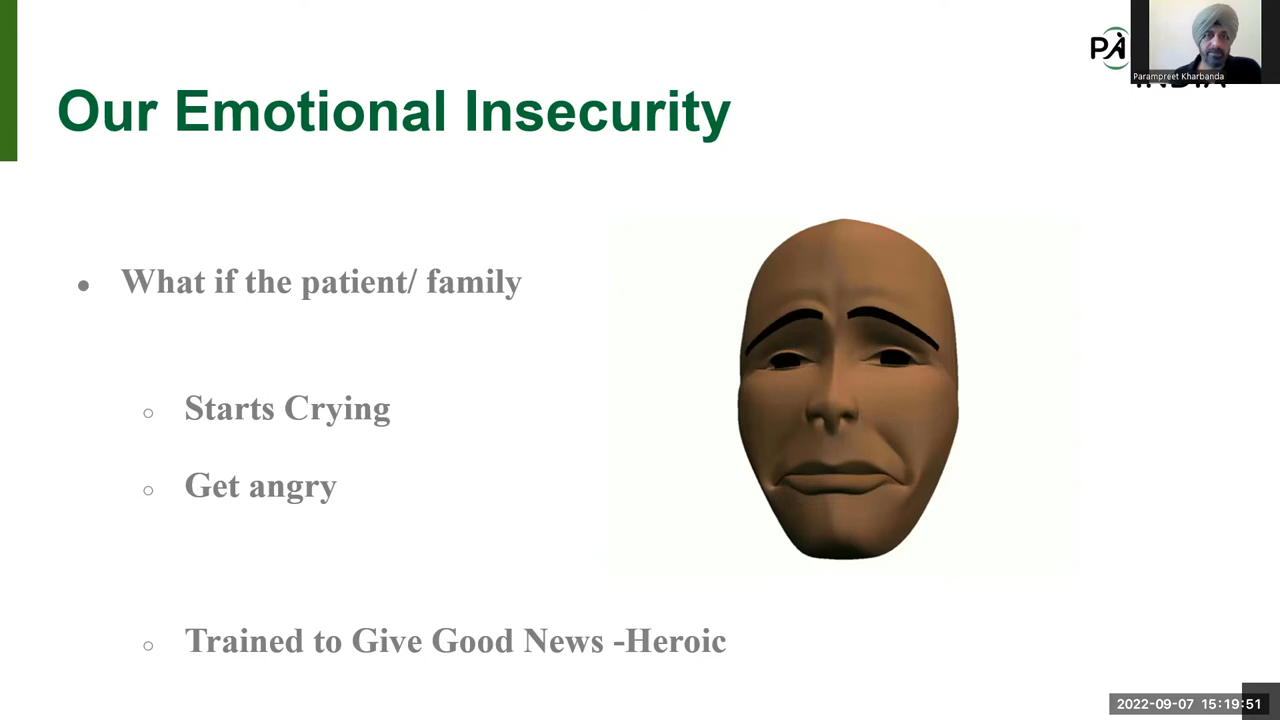 PA
Parampreet Kharbanda
INDIA
Our Emotional Insecurity
• What if the patient/ family
○ Starts Crying
○ Get angry
○ Trained to Give Good News -Heroic
2022-09-07 15:19:51